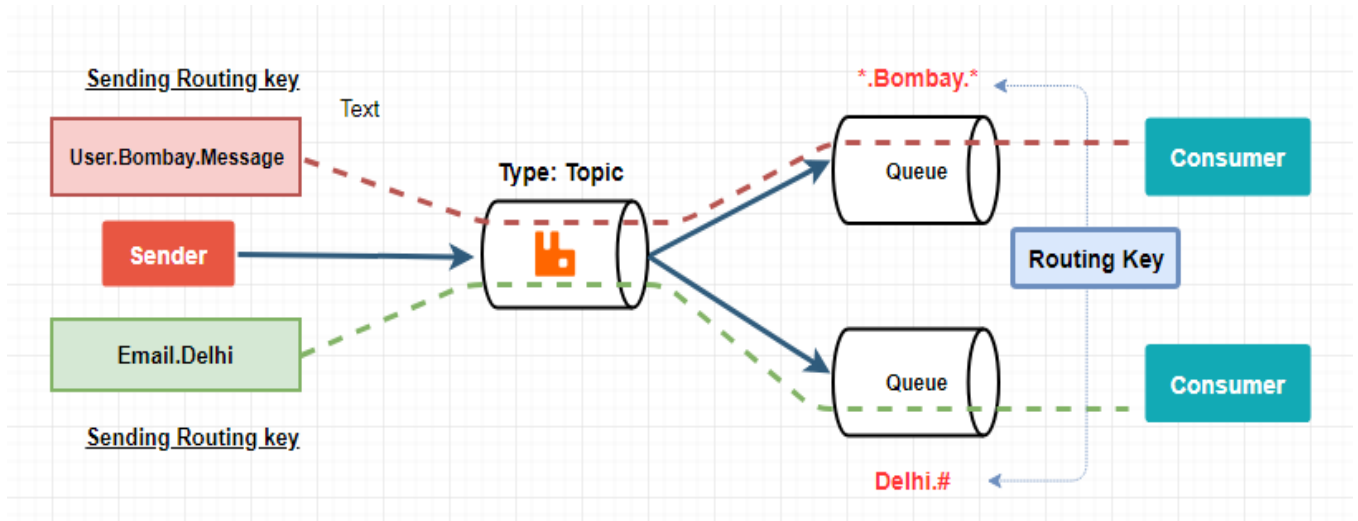 Sending Routing key
Text
*.Bombay.*
User.Bombay.Message
Type: Topic
Queue
Consumer
Sender
Routing Key
Email.Delhi
Queue
Consumer
Sending Routing key
Delhi.#